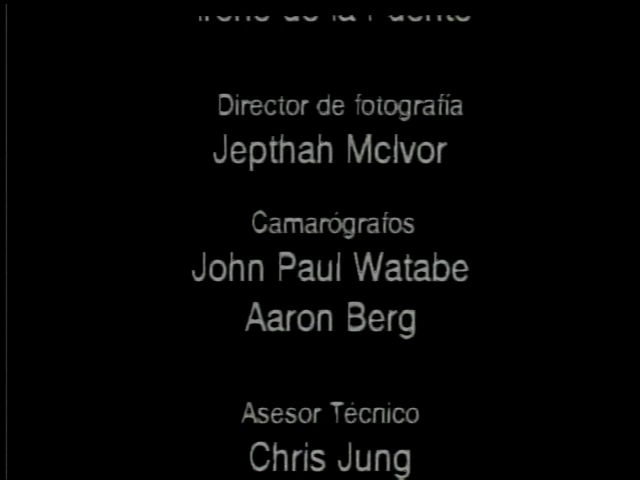 Director de fotografía
Jepthah McIvor
Camarógrafos
John Paul Watabe
Aaron Berg
Asesor Técnico
Chris Jung